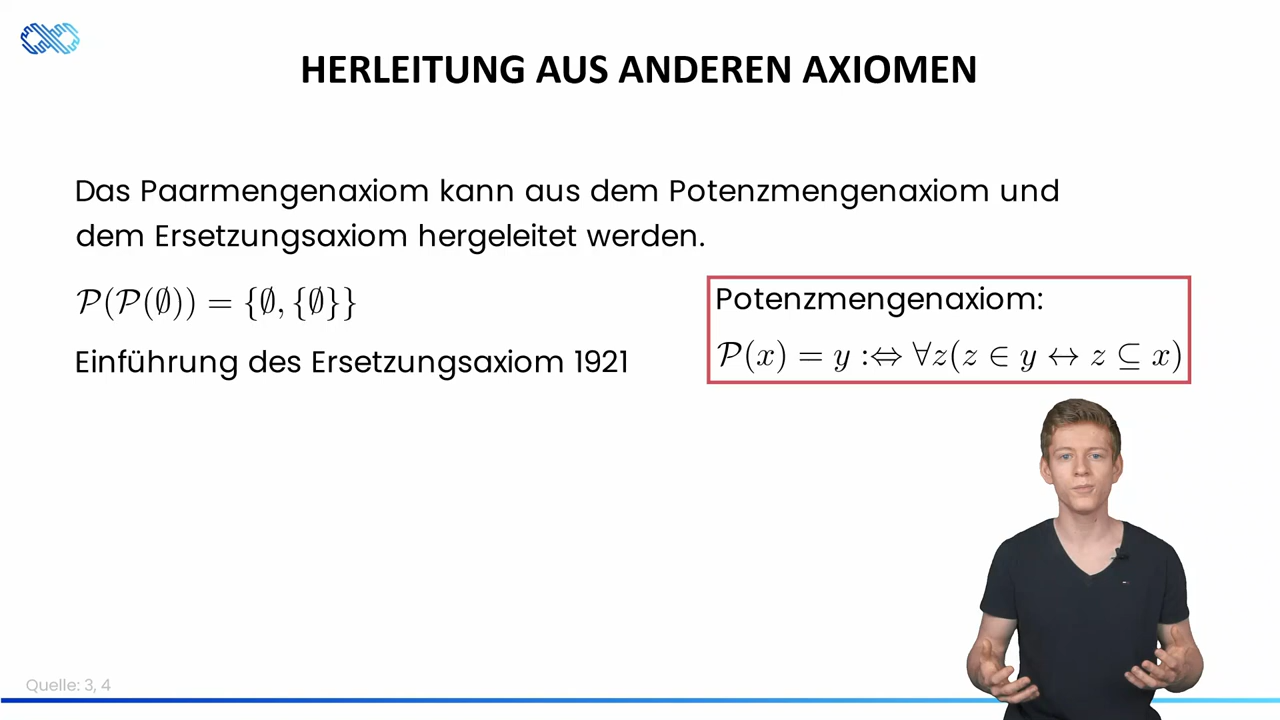 HERLEITUNG AUS ANDEREN AXIOMEN
Das Paarmengenaxiom kann aus dem Potenzmengenaxiom und
dem Ersetzungsaxiom hergeleitet werden.
𝒫(𝒫(∅)) = {∅, {∅}}
Einführung des Ersetzungsaxiom 1921
Potenzmengenaxiom:
𝒫(x) = y :⇔ ∀z(z ∈ y ↔ z ⊆ x)
Quelle: 3, 4